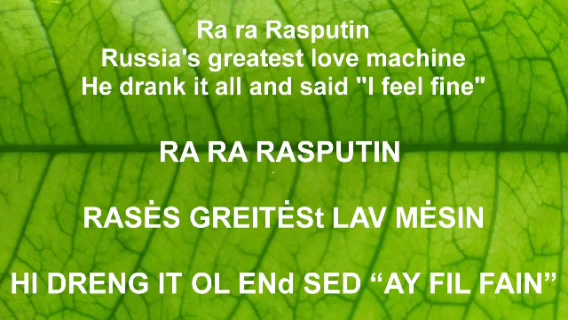 Ra ra Rasputin
Russia's greatest love machine
He drank it all and said "I feel fine"
RA RA RASPUTIN
RASĖS GREITĖSt LAV MĖSIN
HI DRENG IT OL ENd SED “AY FIL FAIN”